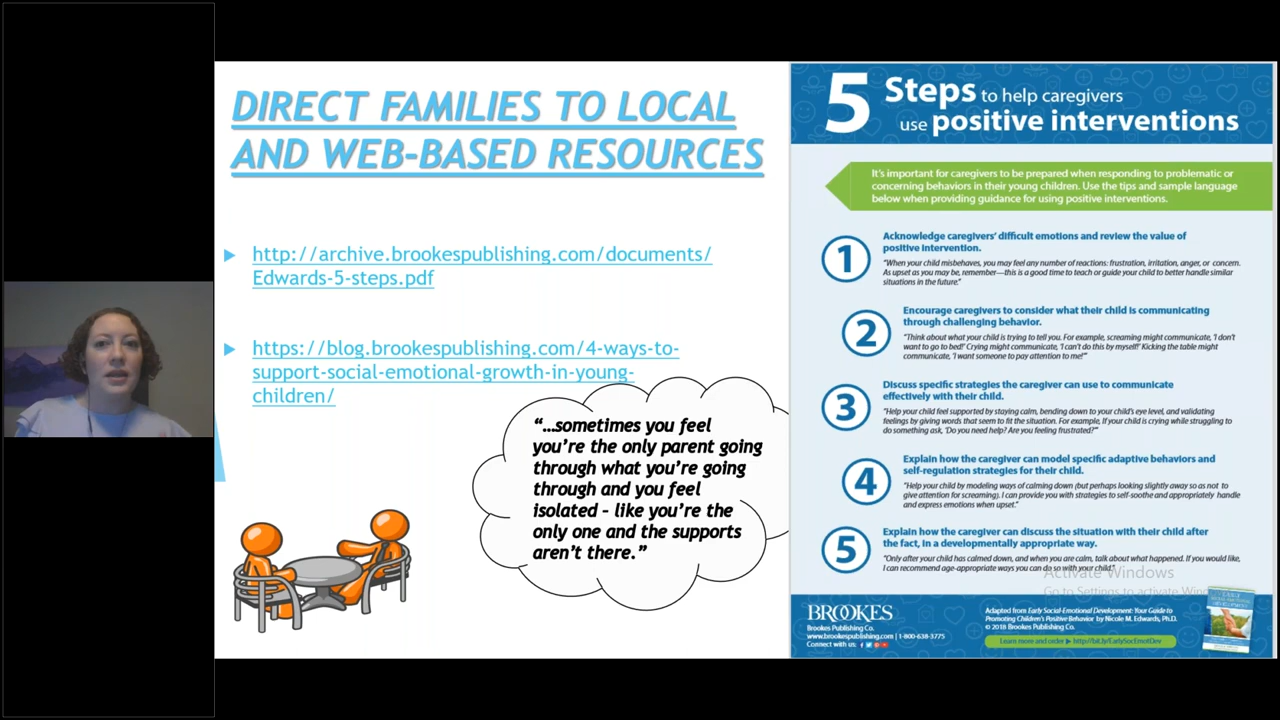 DIRECT FAMILIES TO LOCAL
AND WEB-BASED RESOURCES
http://archive.brookespublishing.com/documents/
Edwards-5-steps.pdf
https://blog.brookespublishing.com/4-ways-to-
support-social-emotional-growth-in-young-
children/
“…sometimes you feel
you’re the only parent going
through what you’re going
through and you feel
isolated – like you’re the
only one and the supports
aren’t there.”
5 Steps to help caregivers
use positive interventions
It’s important for caregivers to be prepared when responding to problematic or
concerning behaviors in their young children. Use the tips and sample language
below when providing guidance for using positive interventions.
1
Acknowledge caregivers’ difficult emotions and review the value of
positive intervention.
“When your child misbehaves, you may feel any number of reactions: frustration, irritation, anger, or concern.
As upset as you may be, remember—this is a good time to teach or guide your child to better handle similar
situations in the future.”
2
Encourage caregivers to consider what their child is communicating
through challenging behavior.
“Think about what your child is trying to tell you. For example, screaming might communicate, ‘I don’t
want to go to bed!’ Crying might communicate, ‘I can’t do this by myself!’ Kicking the table might
communicate, ‘I want someone to pay attention to me!’”
3
Discuss specific strategies the caregiver can use to communicate
effectively with their child.
“Help your child feel supported by staying calm, bending down to your child’s eye level, and validating
feelings by giving words that seem to fit the situation. For example, if your child is crying while struggling to
do something ask, ‘Do you need help? Are you feeling frustrated?’”
4
Explain how the caregiver can model specific adaptive behaviors and
self-regulation strategies for their child.
“Help your child by modeling ways of calming down (but perhaps looking slightly away so as not to
give attention for screaming). I can provide you with strategies to self-soothe and appropriately handle
and express emotions when upset.”
5
Explain how the caregiver can discuss the situation with their child after
the fact, in a developmentally appropriate way.
“Only after your child has calmed down, and when you are calm, talk about what happened. If you would like,
I can recommend age-appropriate ways you can do so with your child.”
Activate Windows
Go to Settings to activate Win
BROOKES
Brookes Publishing Co.
www.brookespublishing.com | 1-800-638-3775
Connect with us:
Adapted from Early Social-Emotional Development: Your Guide to
Promoting Children’s Positive Behavior by Nicole M. Edwards, Ph.D.
© 2018 Brookes Publishing Co.
Learn more and order http://bit.ly/EarlySocEmotDev